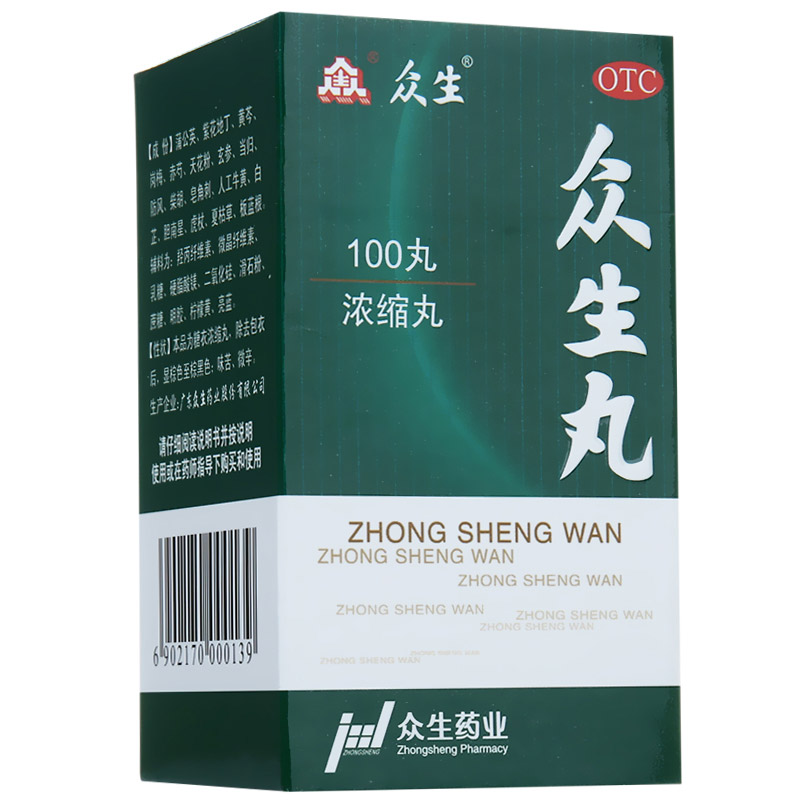 众生®
OTC
众生丸
100丸
浓缩丸
ZHONG SHENG WAN
ZHONG SHENG WAN
ZHONG SHENG WAN
ZHONG SHENG WAN
ZHONG SHENG WAN
ZHONG SHENG WAN
ZHONG SHENG WAN
ZHONGSHENG
众生药业
Zhongsheng Pharmacy
【成份】蒲公英、紫花地丁、黄芩、
岗梅、赤芍、天花粉、玄参、当归、
防风、柴胡、皂角刺、人工牛黄、白
芷、胆南星、虎杖、夏枯草、板蓝根。
辅料为:羟丙纤维素、微晶纤维素、
乳糖、硬脂酸镁、二氧化硅、滑石粉、
蔗糖、明胶、柠檬黄、亮蓝。
【性状】本品为糖衣浓缩丸,除去包衣
后,显棕色至棕黑色;味苦、微辛。
生产企业:广东众生药业股份有限公司
请仔细阅读说明书并按说明
使用或在药师指导下购买和使用
6 902170 000139